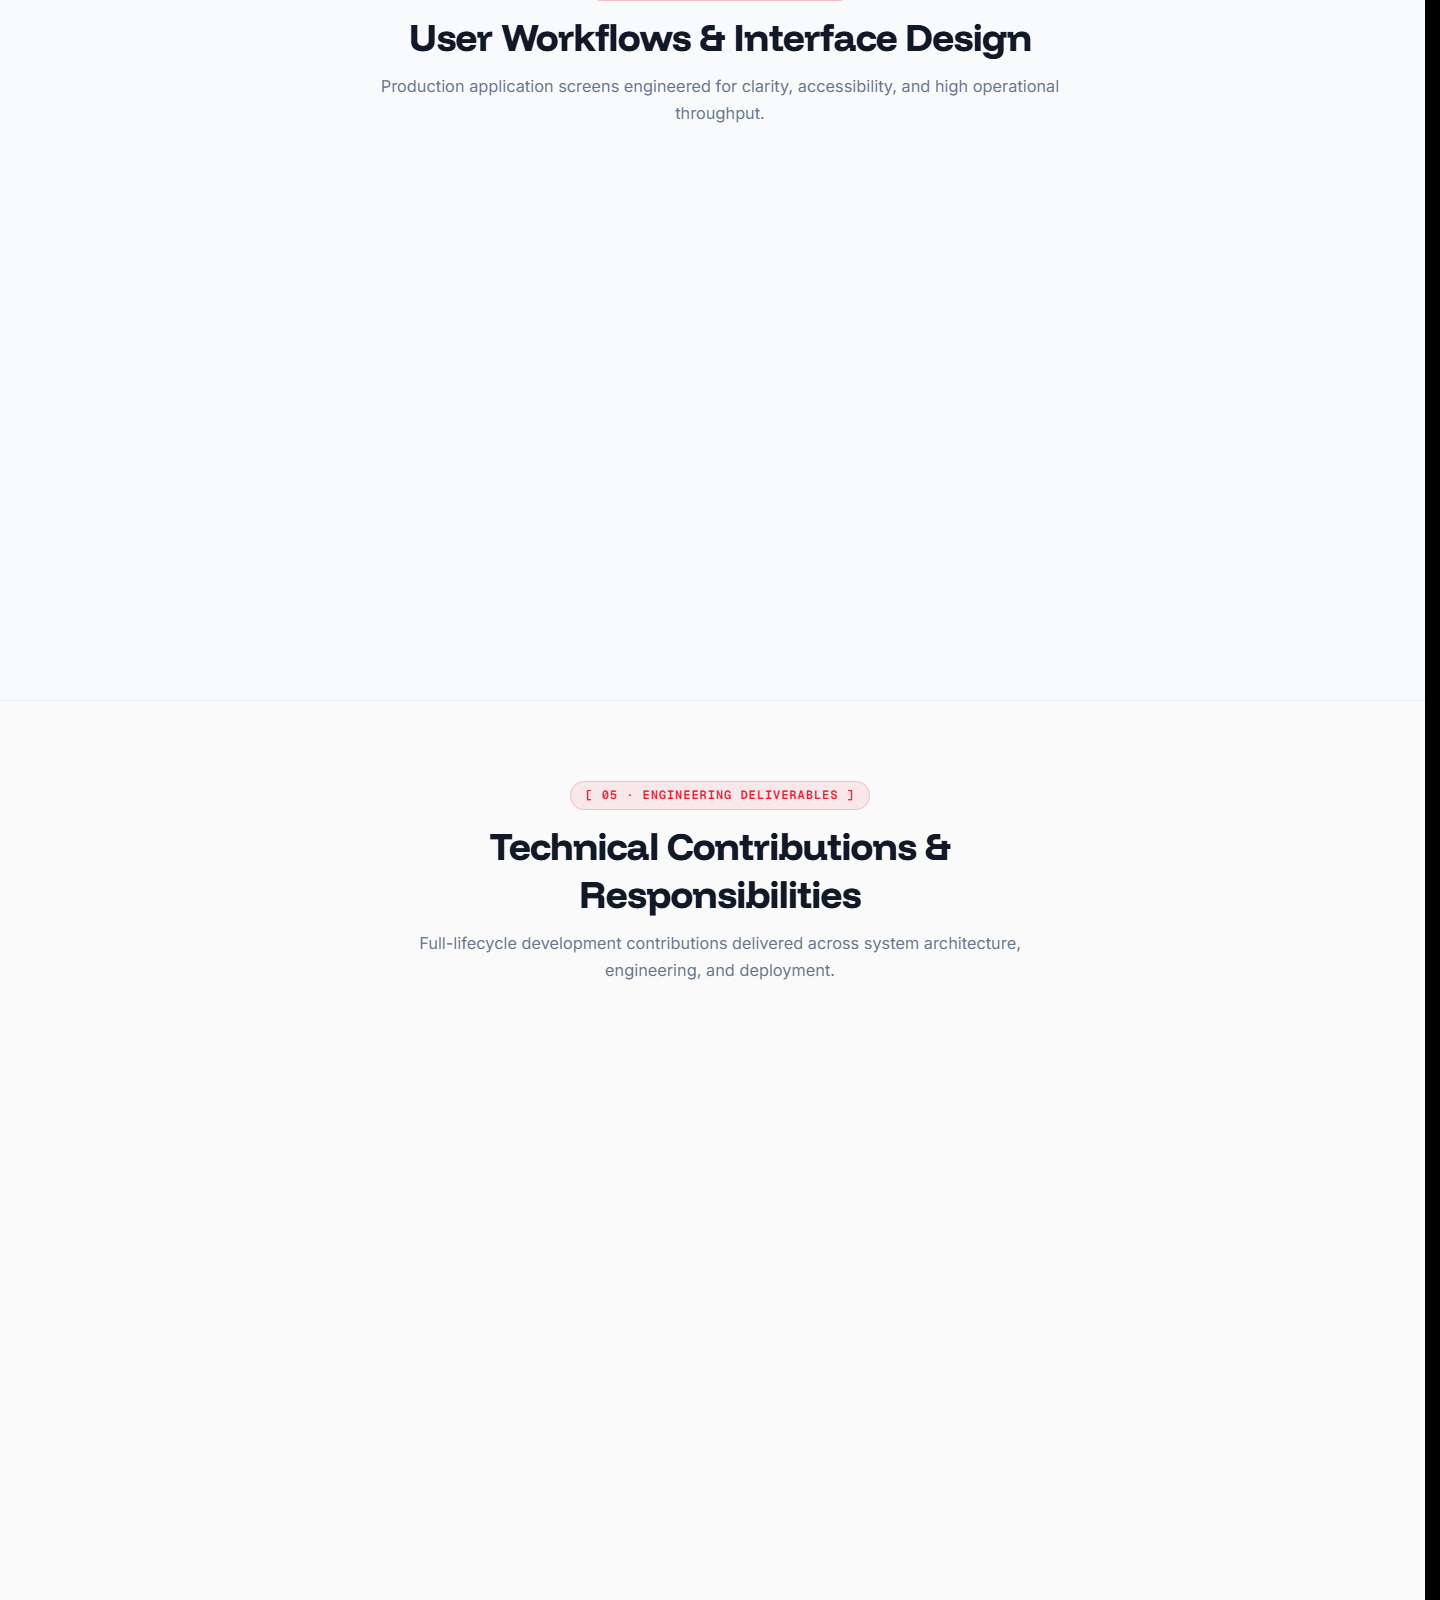 User Workflows & Interface Design
Production application screens engineered for clarity, accessibility, and high operational
throughput.
[ 05 · ENGINEERING DELIVERABLES ]
Technical Contributions &
Responsibilities
Full-lifecycle development contributions delivered across system architecture,
engineering, and deployment.